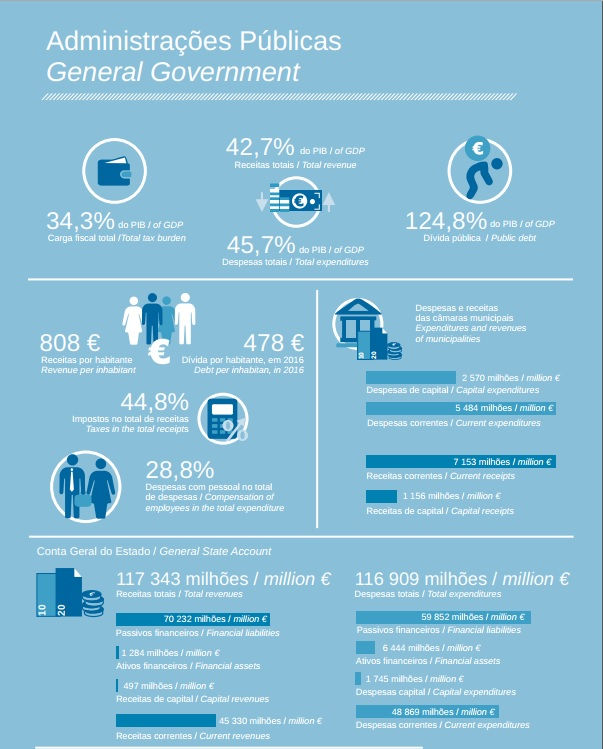 Administrações Públicas
General Government
42,7% do PIB / of GDP
Receitas totais / Total revenue
34,3% do PIB / of GDP
Carga fiscal total /Total tax burden
€
€
124,8% do PIB / of GDP
Dívida pública / Public debt
45,7% do PIB / of GDP
Despesas totais / Total expenditures
808 €
Receitas por habitante
Revenue per inhabitant
€
478 €
Dívida por habitante, em 2016
Debt per inhabitan, in 2016
44,8%
Impostos no total de receitas
Taxes in the total receipts
%
28,8%
Despesas com pessoal no total
de despesas / Compensation of
employees in the total expenditure
10
20
Despesas e receitas
das câmaras municipais
Expenditures and revenues
of municipalities
2 570 milhões / million €
Despesas de capital / Capital expenditures
5 484 milhões / million €
Despesas correntes / Current expenditures
7 153 milhões / million €
Receitas correntes / Current receipts
1 156 milhões / million €
Receitas de capital / Capital receipts
Conta Geral do Estado / General State Account
10
20
117 343 milhões / million €
Receitas totais / Total revenues
70 232 milhões / million €
Passivos financeiros / Financial liabilities
1 284 milhões / million €
Ativos financeiros / Financial assets
497 milhões / million €
Receitas de capital / Capital revenues
45 330 milhões / million €
Receitas correntes / Current revenues
116 909 milhões / million €
Despesas totais / Total expenditures
59 852 milhões / million €
Passivos financeiros / Financial liabilities
6 444 milhões / million €
Ativos financeiros / Financial assets
1 745 milhões / million €
Despesas capital / Capital expenditures
48 869 milhões / million €
Despesas correntes / Current expenditures